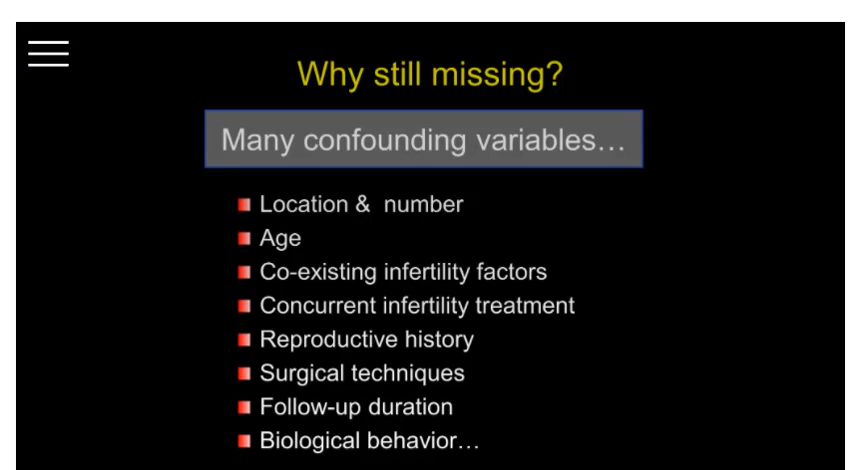 Why still missing?
Many confounding variables…
Location & number
Age
Co-existing infertility factors
Concurrent infertility treatment
Reproductive history
Surgical techniques
Follow-up duration
Biological behavior…